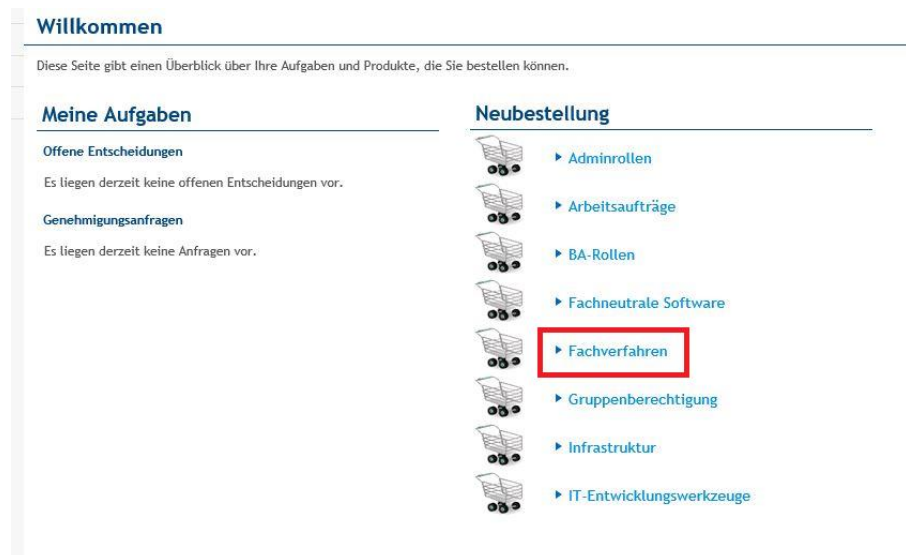 Willkommen
Diese Seite gibt einen Überblick über Ihre Aufgaben und Produkte, die Sie bestellen können.
Meine Aufgaben
Offene Entscheidungen
Es liegen derzeit keine offenen Entscheidungen vor.
Genehmigungsanfragen
Es liegen derzeit keine Anfragen vor.
Neubestellung
Adminrollen
Arbeitsaufträge
BA-Rollen
Fachneutrale Software
Fachverfahren
Gruppenberechtigung
Infrastruktur
IT-Entwicklungswerkzeuge